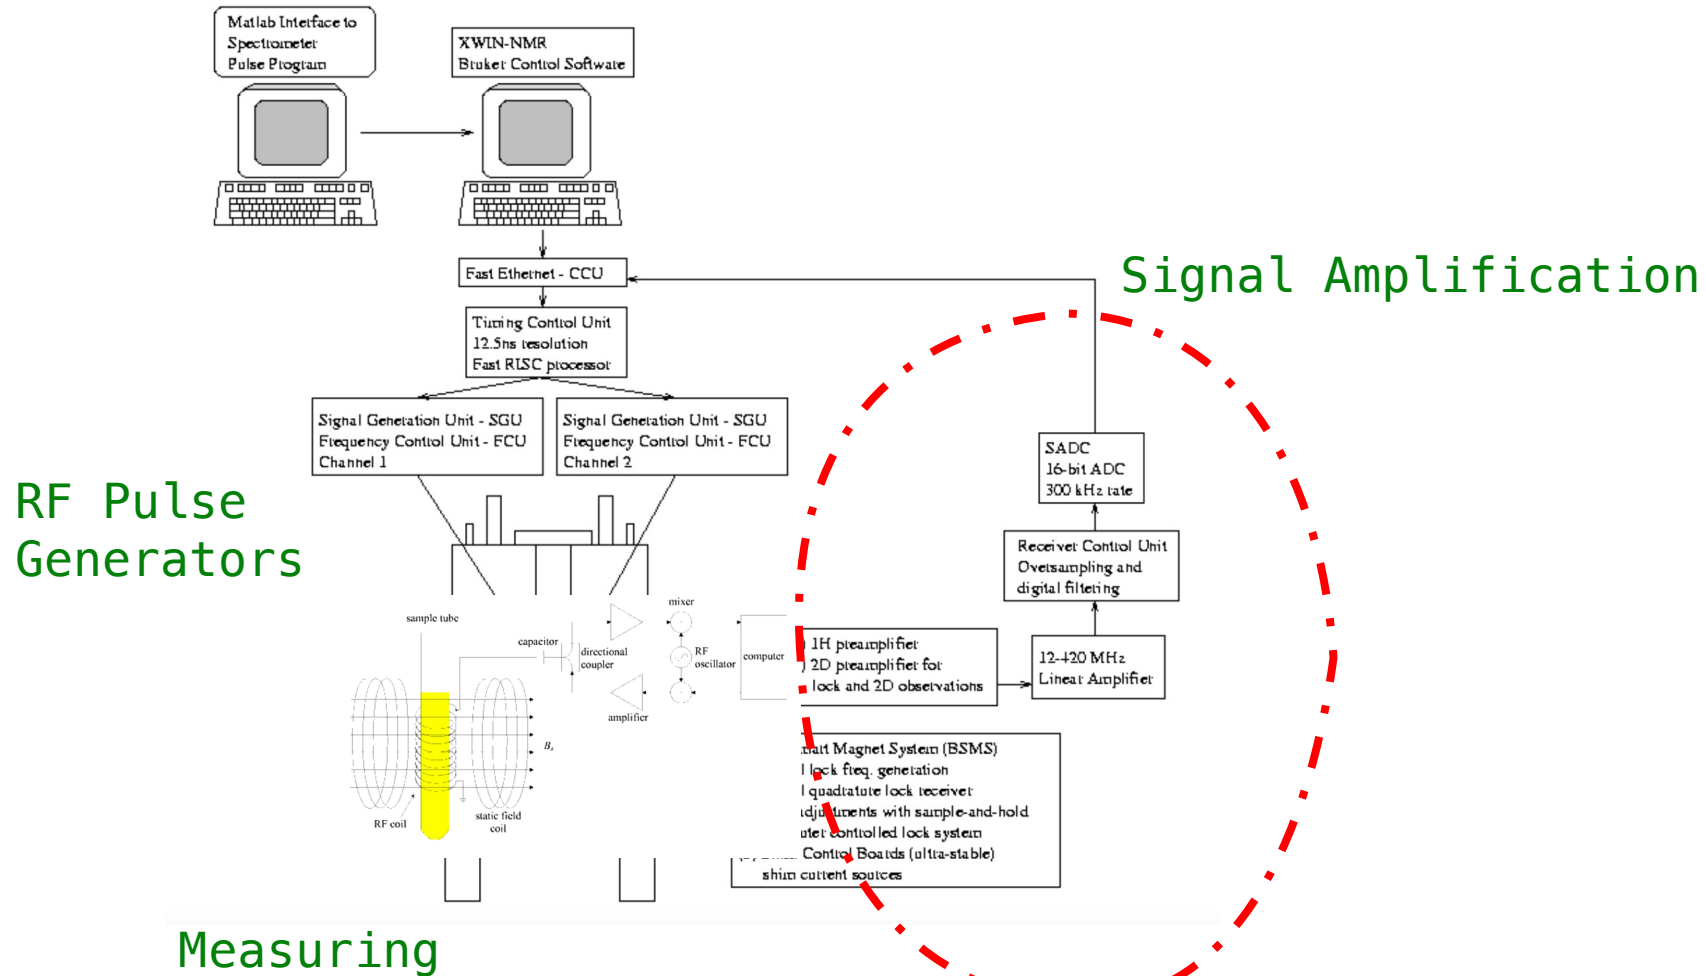 Matlab Interface to
Spectrometer
Pulse Program
XWIN-NMR
Bruker Control Software
Fast Ethernet - CCU
Signal Amplification
Timing Control Unit
12.5ns resolution
Fast RISC processor
Signal Generation Unit - SGU
Frequency Control Unit - FCU
Channel 1
Signal Generation Unit - SGU
Frequency Control Unit - FCU
Channel 2
SADC
16-bit ADC
300 kHz rate
RF Pulse
Generators
Receiver Control Unit
Oversampling and
digital filtering
sample tube
capacitor
directional
coupler
mixer
RF
oscillator
computer
amplifier
1H preamplifier
2D preamplifier for
lock and 2D observations
12-420 MHz
Linear Amplifier
B₀
RF coil
static field
coil
Magnet System (BSMS)
lock freq. generation
quadrature lock receiver
with sample-and-hold
controlled lock system
Control Boards (ultra-stable)
shim current sources
Measuring